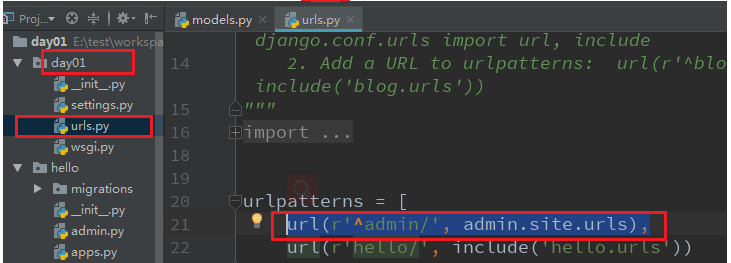 Proj...
models.py
urls.py
day01 E:\test\workspa
day01
__init__.py
settings.py
urls.py
wsgi.py
hello
migrations
__init__.py
admin.py
apps.py
django.conf.urls import url, include
14 2. Add a URL to urlpatterns: url(r'^blo
include('blog.urls'))
15 """
16 import ...
18
19
20 urlpatterns = [
21 url(r'^admin/', admin.site.urls),
22 url(r'hello/', include('hello.urls'))